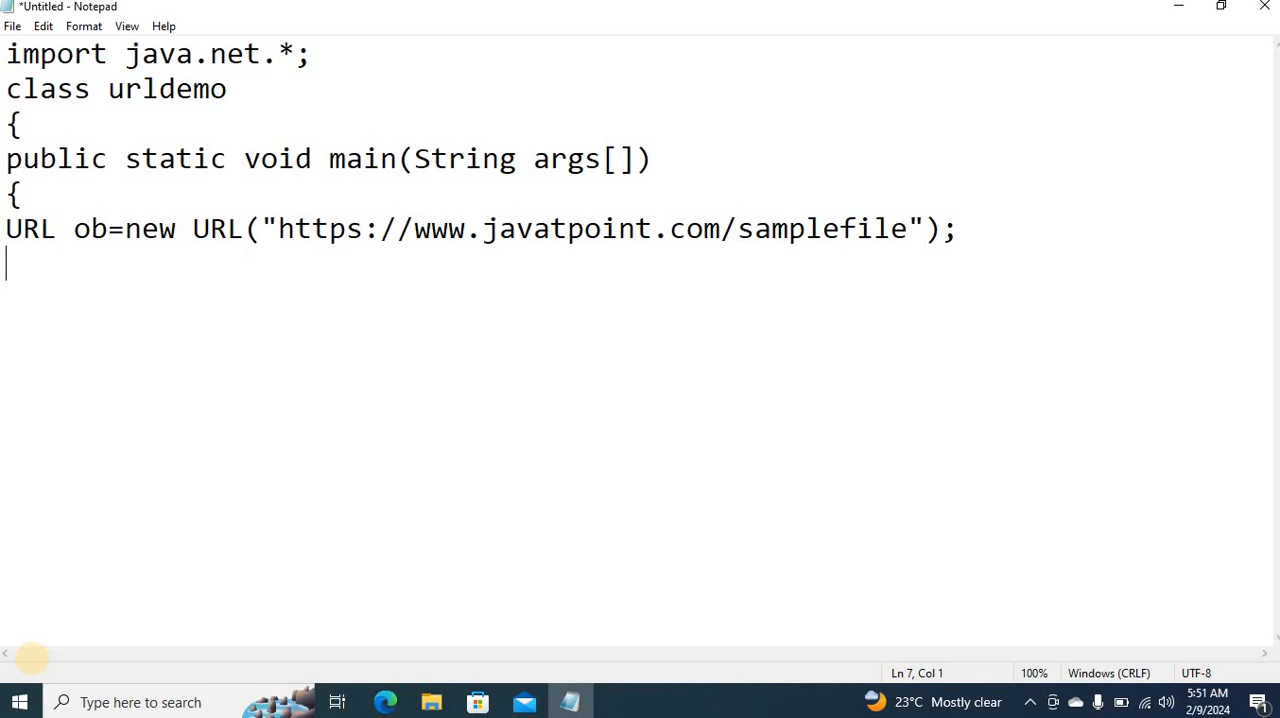 *Untitled - Notepad
File Edit Format View Help
import java.net.*;
class urldemo
{
public static void main(String args[])
{
URL ob=new URL("https://www.javatpoint.com/samplefile");
Ln 7, Col 1 100% Windows (CRLF) UTF-8
Type here to search 23°C Mostly clear 5:51 AM
2/9/2024 1